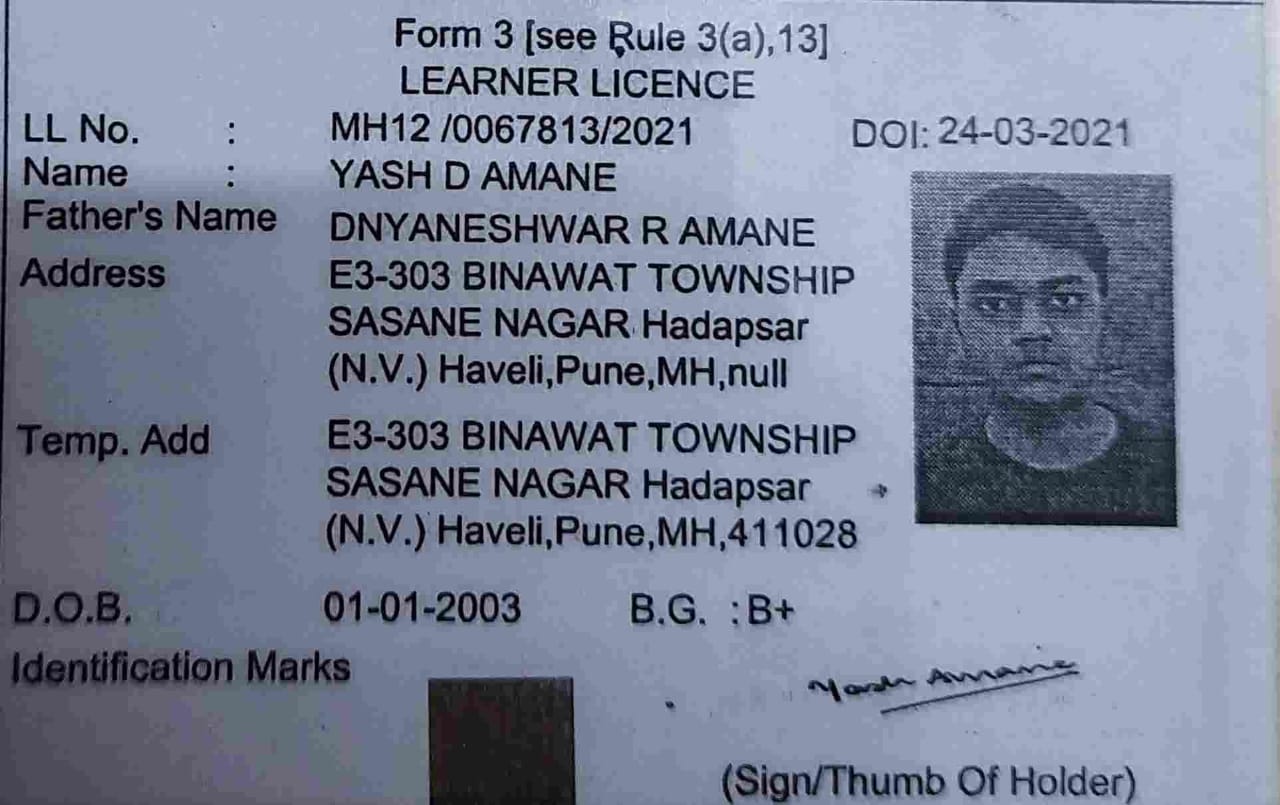 Form 3 [see Rule 3(a),13]
LEARNER LICENCE
LL No. : MH12 /0067813/2021 DOI: 24-03-2021
Name : YASH D AMANE
Father's Name DNYANESHWAR R AMANE
Address E3-303 BINAWAT TOWNSHIP
SASANE NAGAR Hadapsar
(N.V.) Haveli,Pune,MH,null
Temp. Add E3-303 BINAWAT TOWNSHIP
SASANE NAGAR Hadapsar
(N.V.) Haveli,Pune,MH,411028
D.O.B. 01-01-2003 B.G. : B+
Identification Marks
Yash Amane
(Sign/Thumb Of Holder)